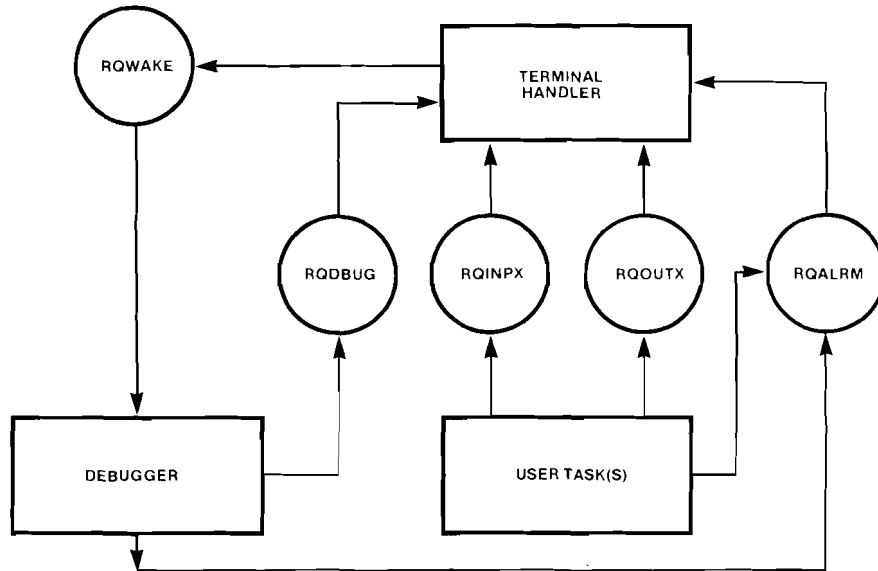 RQWAKE
TERMINAL
HANDLER
RQDBUG
RQINPX
RQOUTX
RQALRM
DEBUGGER
USER TASK(S)